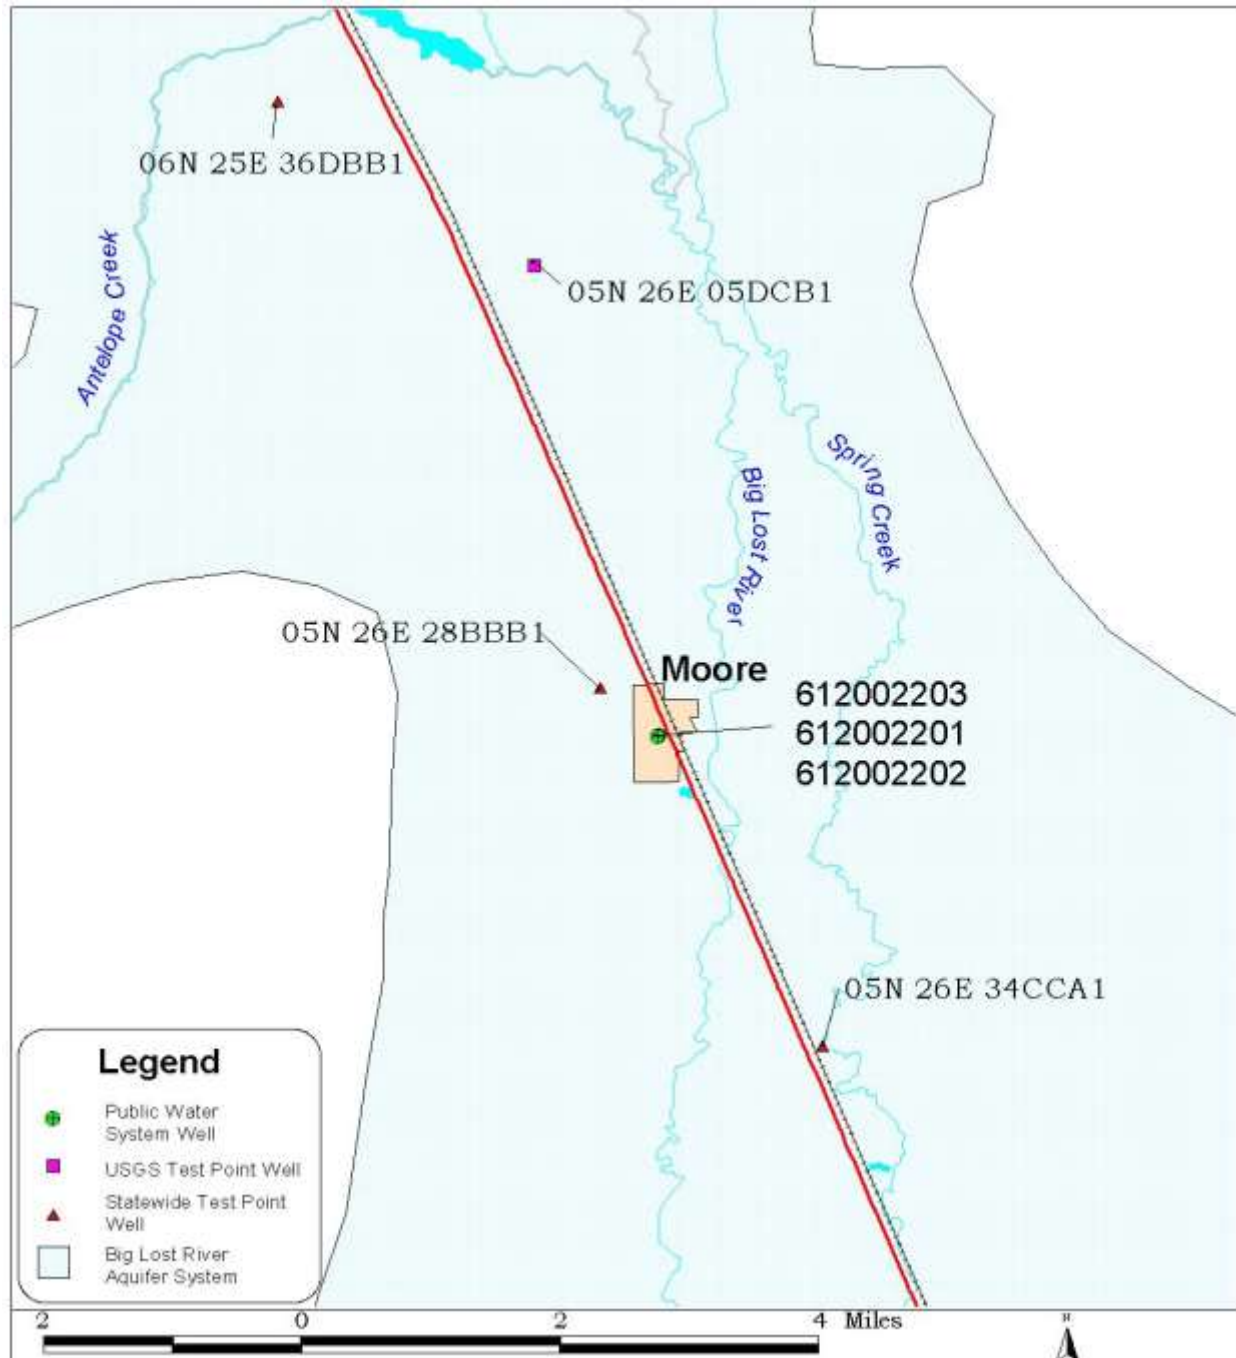 06N 25E 36DBB1
Antelope Creek
05N 26E 05DCB1
Spring Creek
Big Lost River
05N 26E 28BBB1
Moore
612002203
612002201
612002202
05N 26E 34CCA1
Legend
Public Water
System Well
USGS Test Point Well
Statewide Test Point
Well
Big Lost River
Aquifer System
2 0 2 4 Miles
N